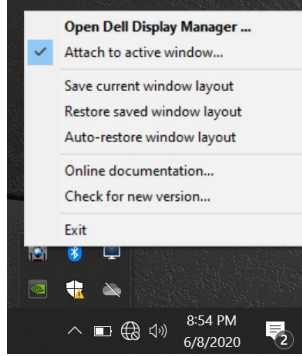 Open Dell Display Manager ...
Attach to active window...
Save current window layout
Restore saved window layout
Auto-restore window layout
Online documentation...
Check for new version...
Exit
8:54 PM
6/8/2020
2